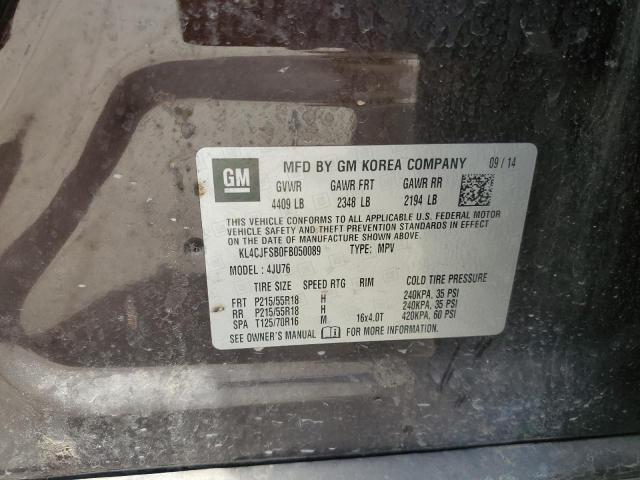 GM MFD BY GM KOREA COMPANY 09/14
GVWR GAWR FRT GAWR RR
4409 LB 2348 LB 2194 LB
THIS VEHICLE CONFORMS TO ALL APPLICABLE U.S. FEDERAL MOTOR
VEHICLE SAFETY AND THEFT PREVENTION STANDARDS IN EFFECT
ON THE DATE OF MANUFACTURE SHOWN ABOVE.
KL4CJFSB0FB050089 TYPE: MPV
MODEL: 4JU76
TIRE SIZE SPEED RTG RIM COLD TIRE PRESSURE
FRT P215/55R18 H 240KPA, 35 PSI
RR P215/55R18 H 240KPA, 35 PSI
SPA T125/70R16 M 16x4.0T 420KPA, 60 PSI
SEE OWNER'S MANUAL FOR MORE INFORMATION.